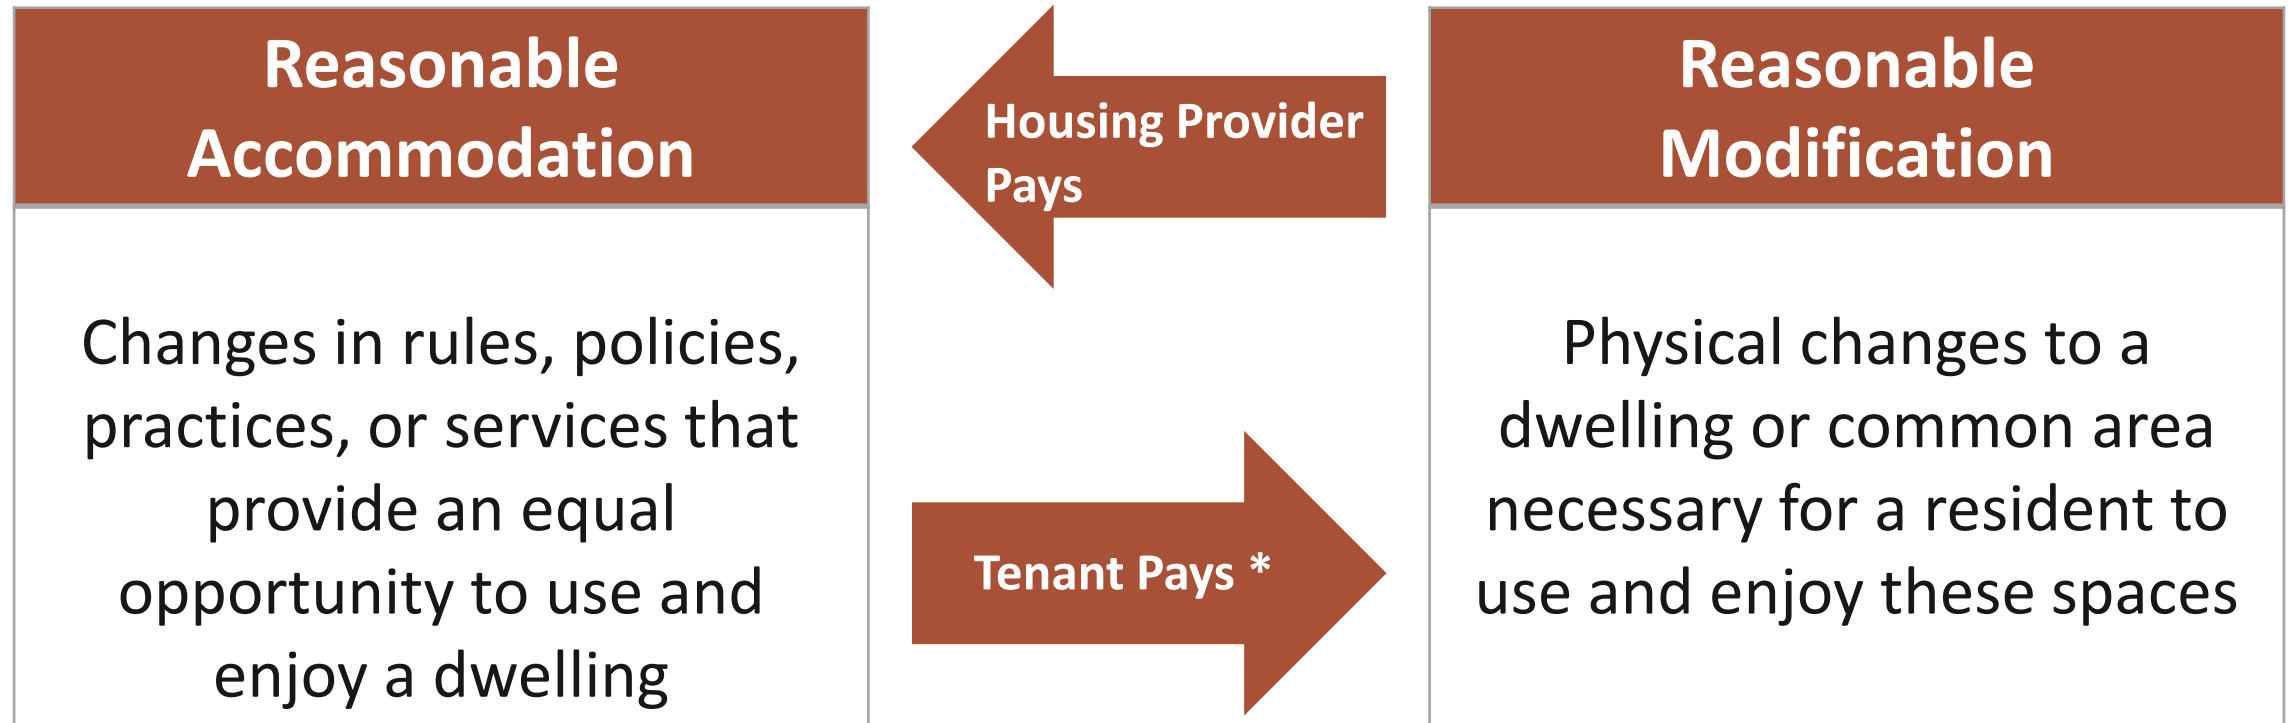 Reasonable
Accommodation
Changes in rules, policies,
practices, or services that
provide an equal
opportunity to use and
enjoy a dwelling
Housing Provider
Pays
Tenant Pays *
Reasonable
Modification
Physical changes to a
dwelling or common area
necessary for a resident to
use and enjoy these spaces